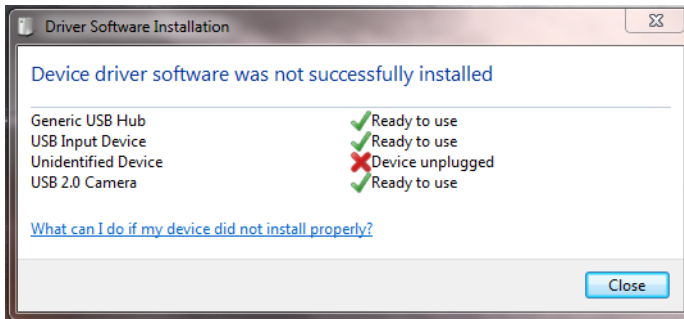 Driver Software Installation
Device driver software was not successfully installed
Generic USB Hub Ready to use
USB Input Device Ready to use
Unidentified Device Device unplugged
USB 2.0 Camera Ready to use
What can I do if my device did not install properly?
Close